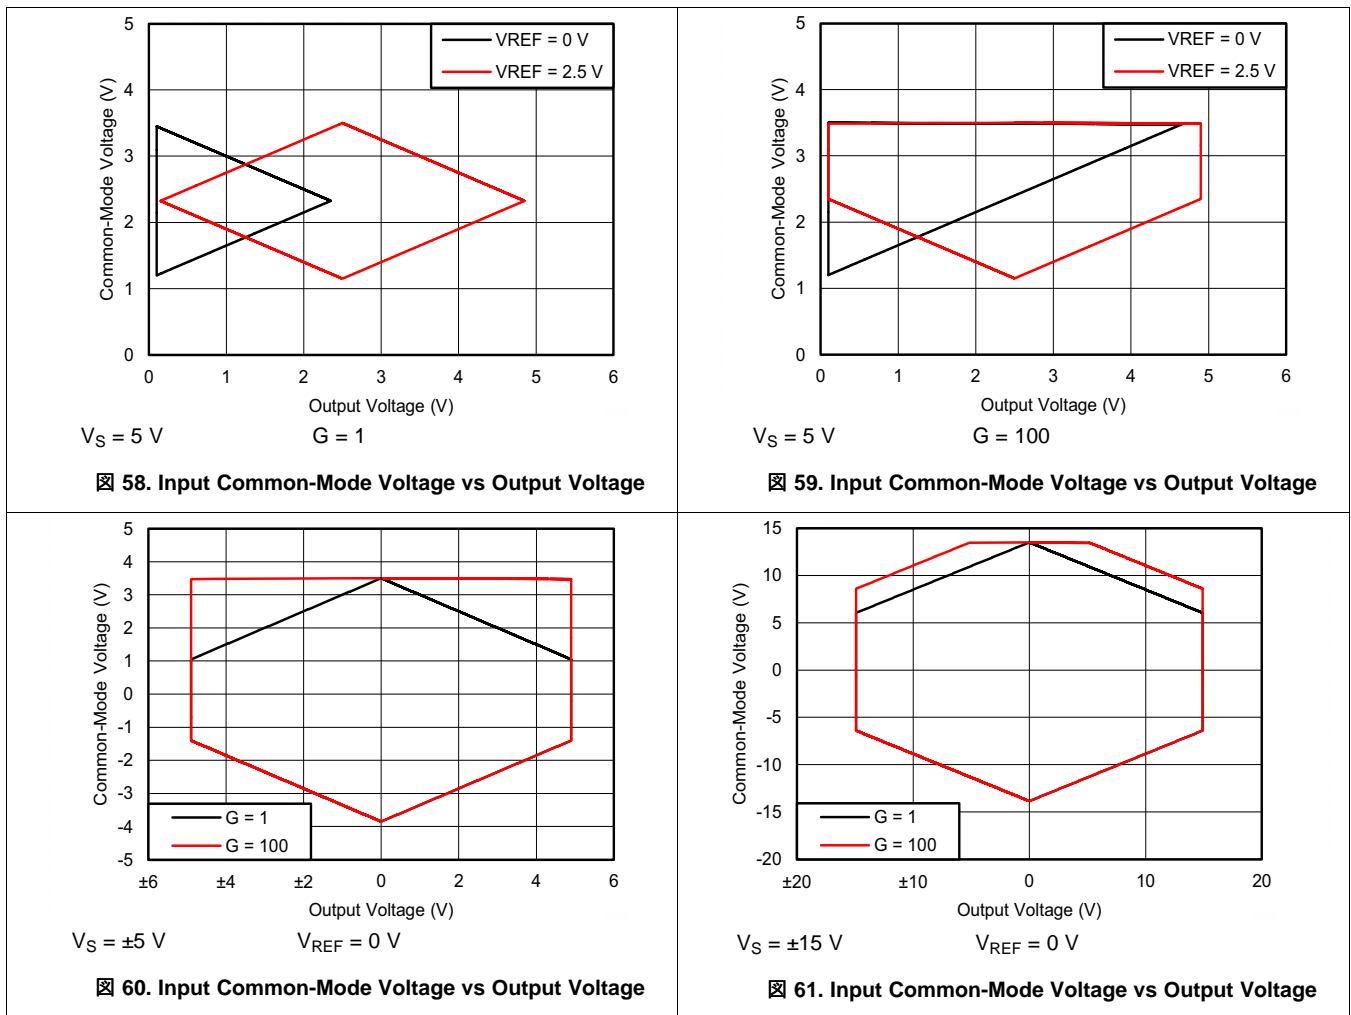 5
4
3
2
1
0
Common-Mode Voltage (V)
VREF = 0 V
VREF = 2.5 V
0 1 2 3 4 5 6
Output Voltage (V)
VS = 5 V G = 1
図 58. Input Common-Mode Voltage vs Output Voltage
5
4
3
2
1
0
Common-Mode Voltage (V)
VREF = 0 V
VREF = 2.5 V
0 1 2 3 4 5 6
Output Voltage (V)
VS = 5 V G = 100
図 59. Input Common-Mode Voltage vs Output Voltage
5
4
3
2
1
0
-1
-2
-3
-4
-5
Common-Mode Voltage (V)
G = 1
G = 100
±6 ±4 ±2 0 2 4 6
Output Voltage (V)
VS = ±5 V VREF = 0 V
図 60. Input Common-Mode Voltage vs Output Voltage
15
10
5
0
-5
-10
-15
-20
Common-Mode Voltage (V)
G = 1
G = 100
±20 ±10 0 10 20
Output Voltage (V)
VS = ±15 V VREF = 0 V
図 61. Input Common-Mode Voltage vs Output Voltage